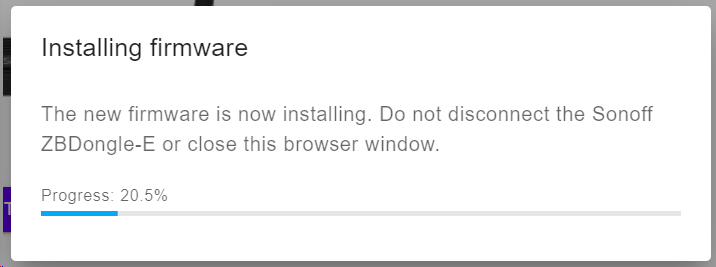 Installing firmware
The new firmware is now installing. Do not disconnect the Sonoff
ZBDongle-E or close this browser window.
Progress: 20.5%
T